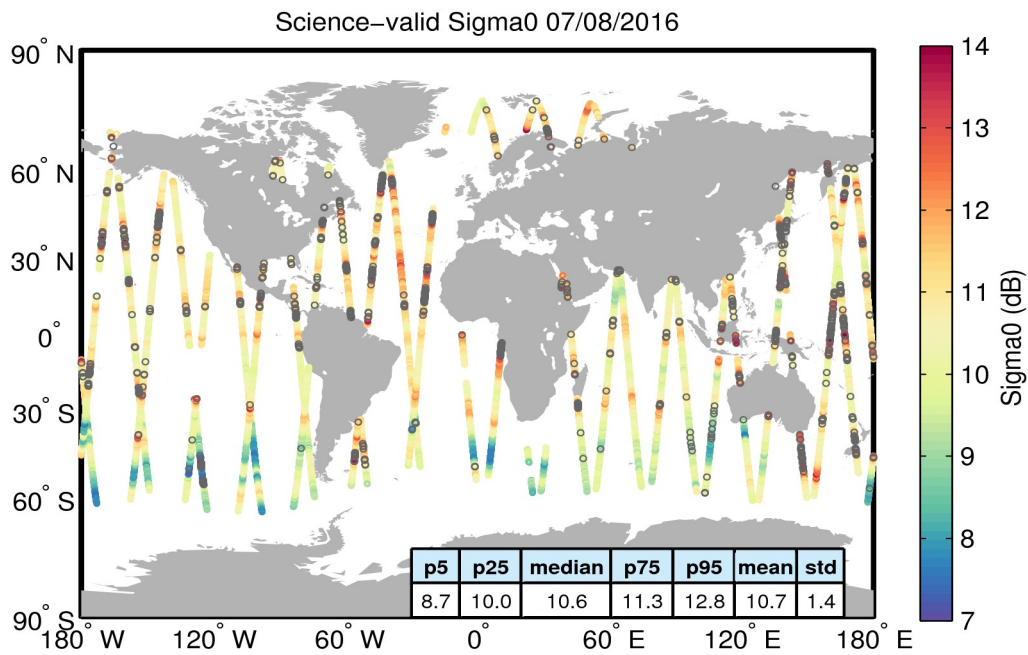 Science−valid Sigma0 07/08/2016
90° N
60° N
30° N
0°
30° S
60° S
90° S
180° W
120° W
60° W
0°
60° E
120° E
180° E
p5 p25 median p75 p95 mean std
8.7 10.0 10.6 11.3 12.8 10.7 1.4
14
13
12
11
10
9
8
7
Sigma0 (dB)